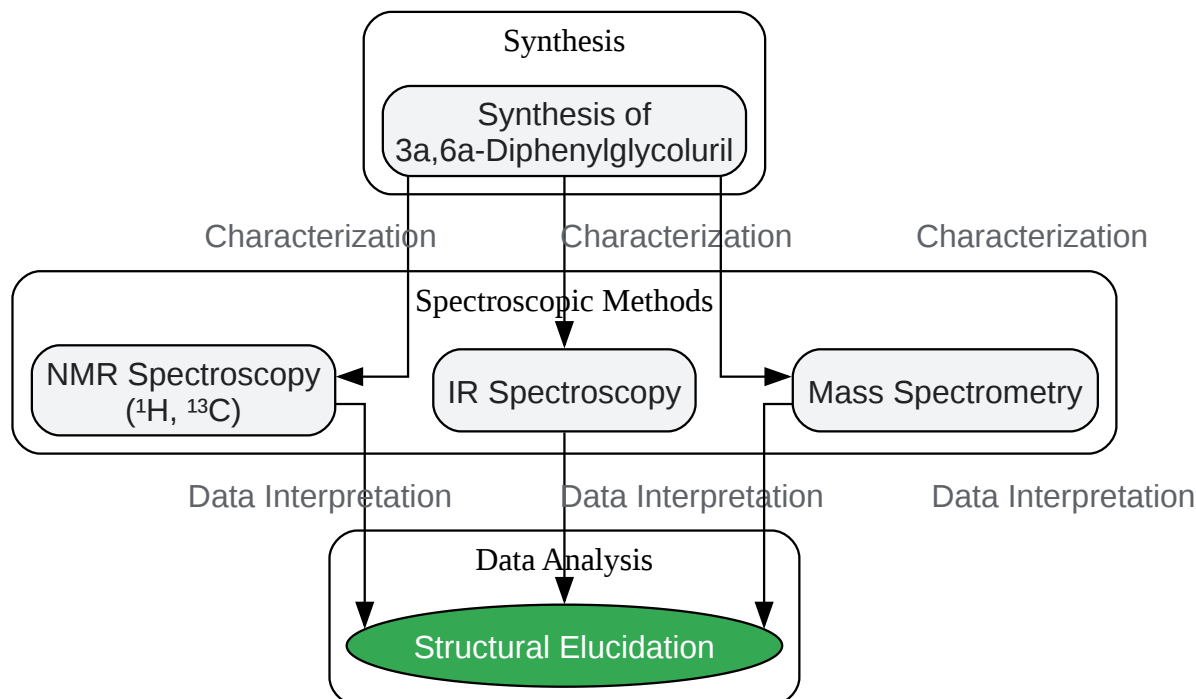 Synthesis
Synthesis of
3a,6a-Diphenylglycoluril
Characterization Characterization Characterization
Spectroscopic Methods
NMR Spectroscopy
(¹H, ¹³C)
IR Spectroscopy
Mass Spectrometry
Data Interpretation Data Interpretation Data Interpretation
Data Analysis
Structural Elucidation